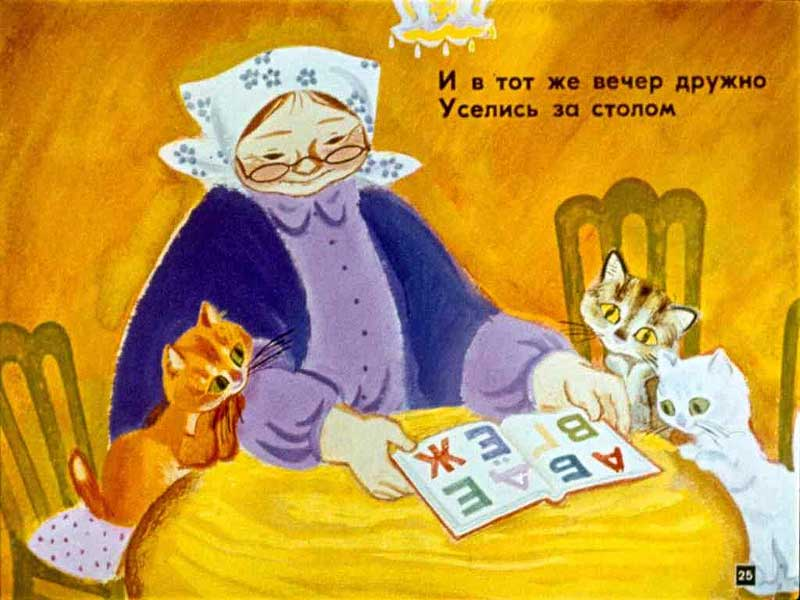 И в тот же вечер дружно
Уселись за столом
Ж Е
Е Ё
Г В
Б А
25